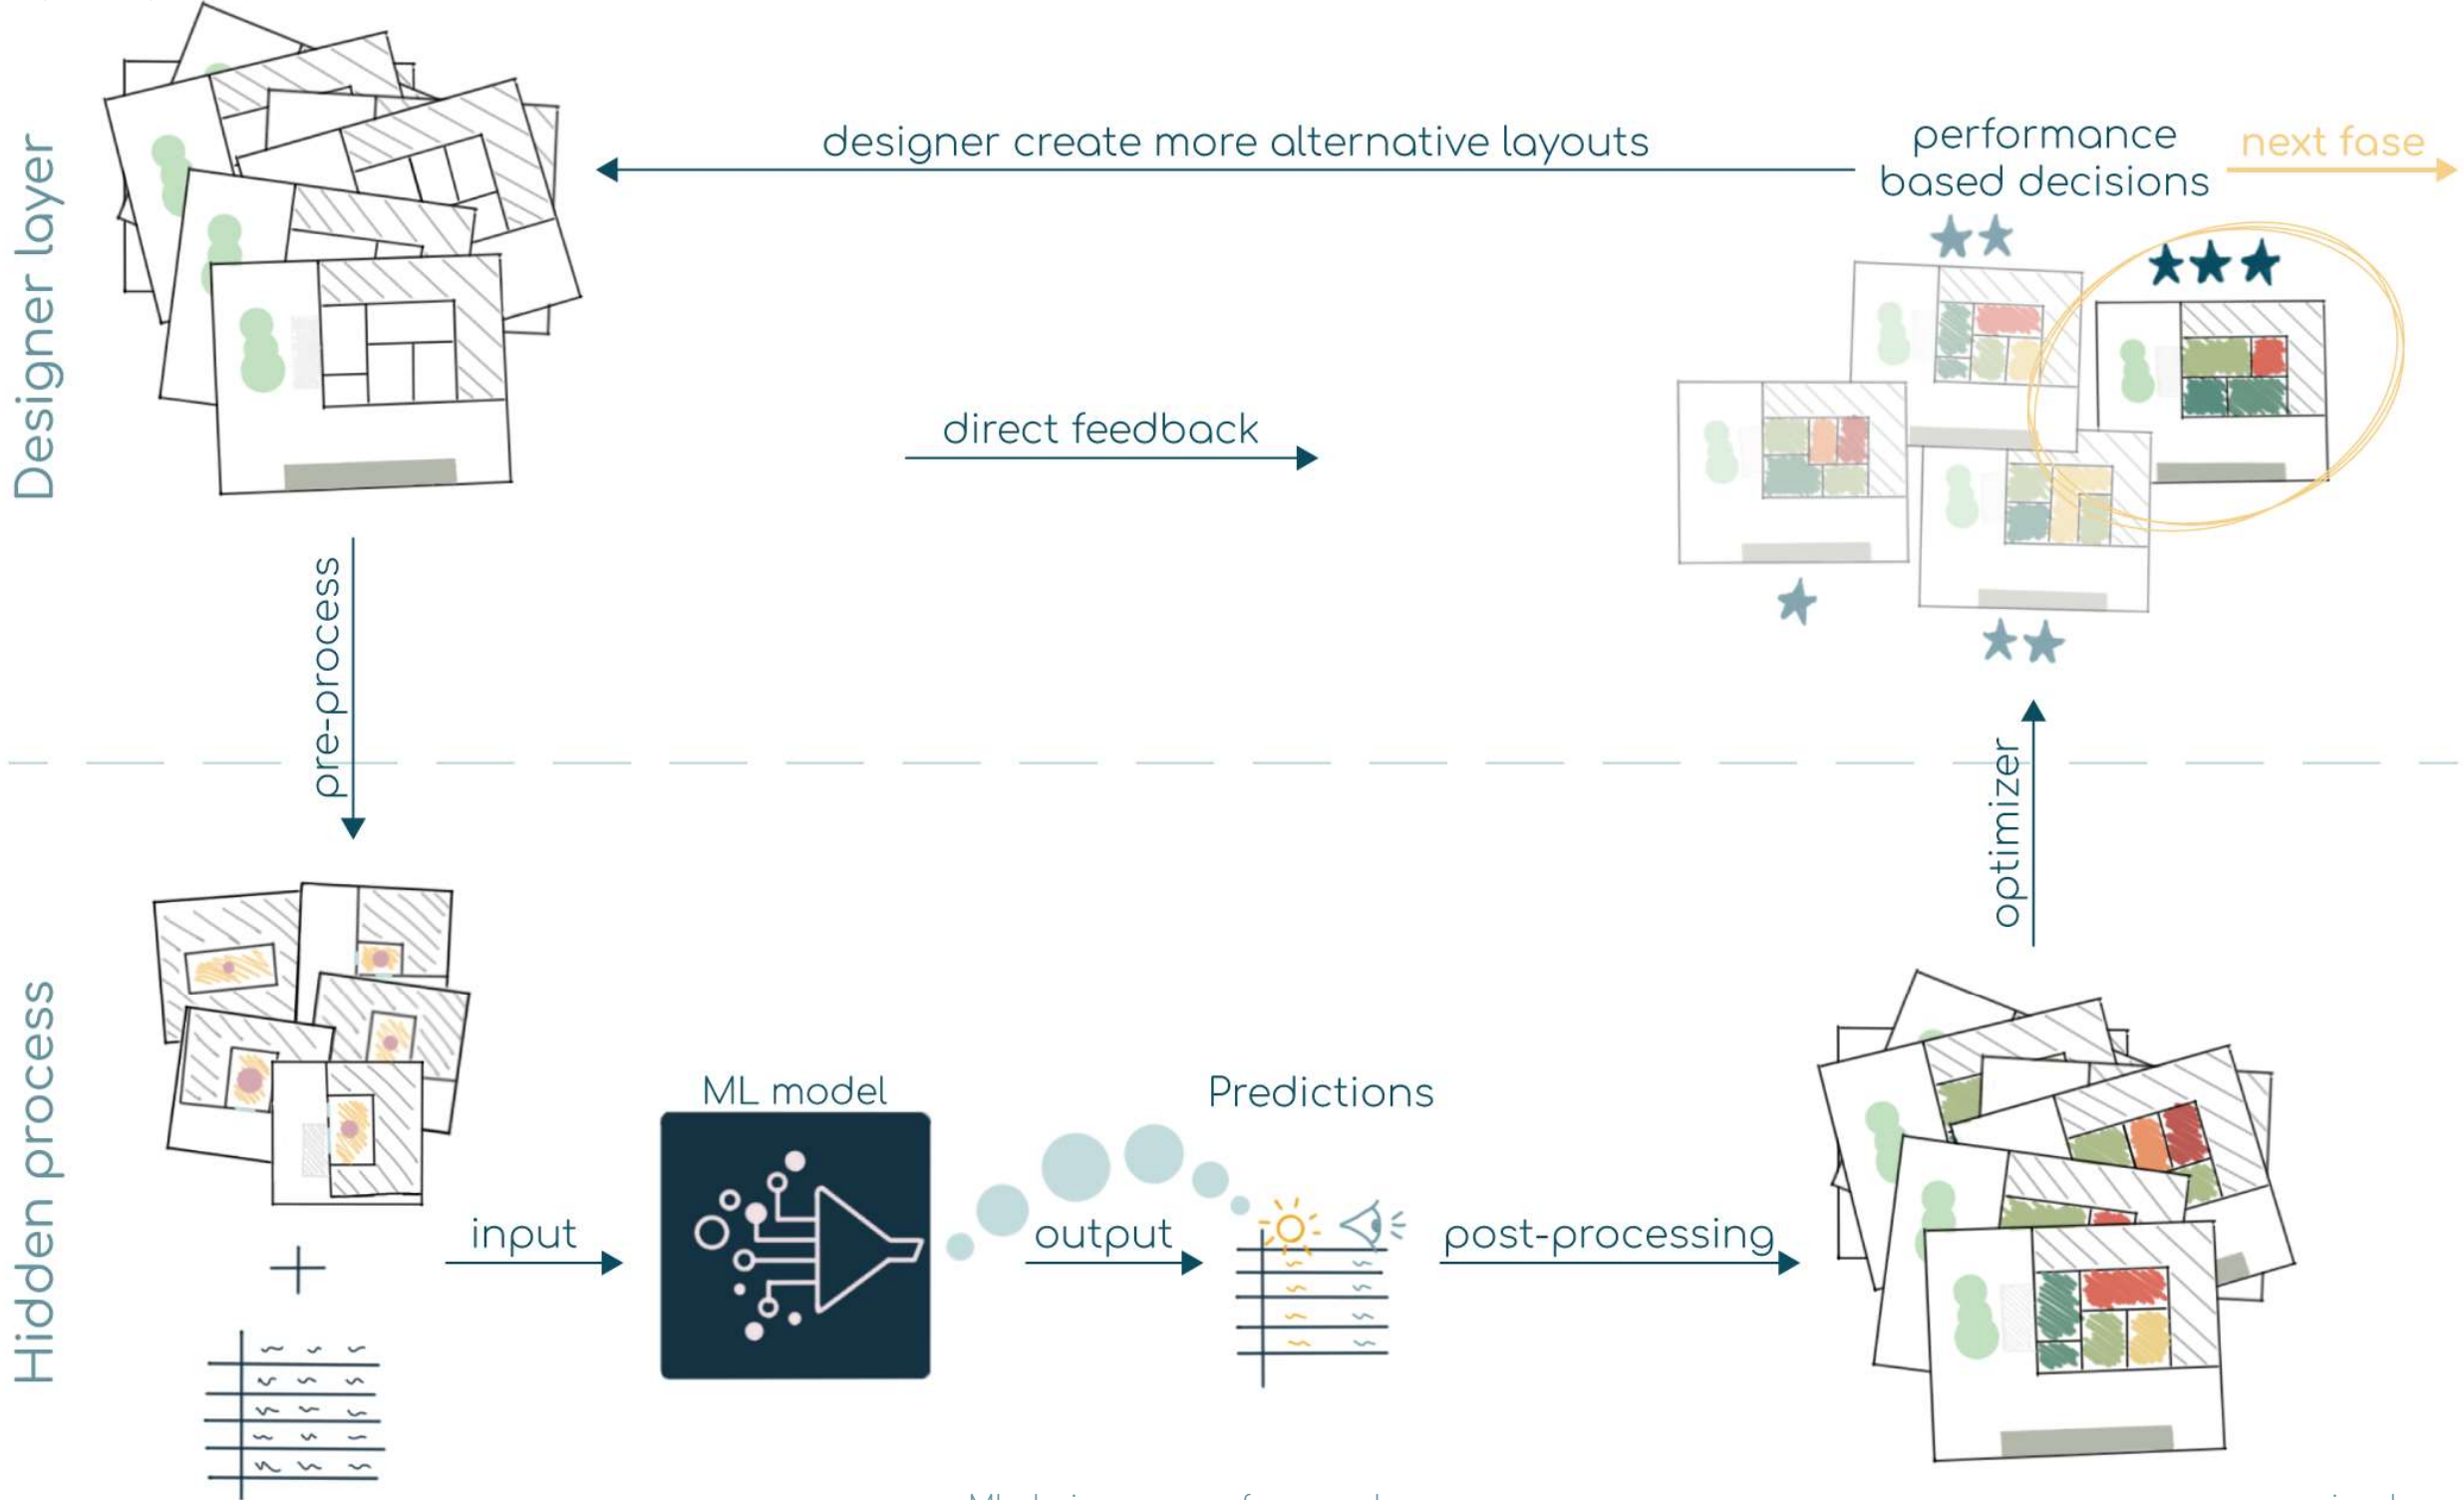 Designer layer
designer create more alternative layouts
performance
based decisions
next fase
direct feedback
pre-process
optimizer
Hidden process
ML model
Predictions
input
output
post-processing